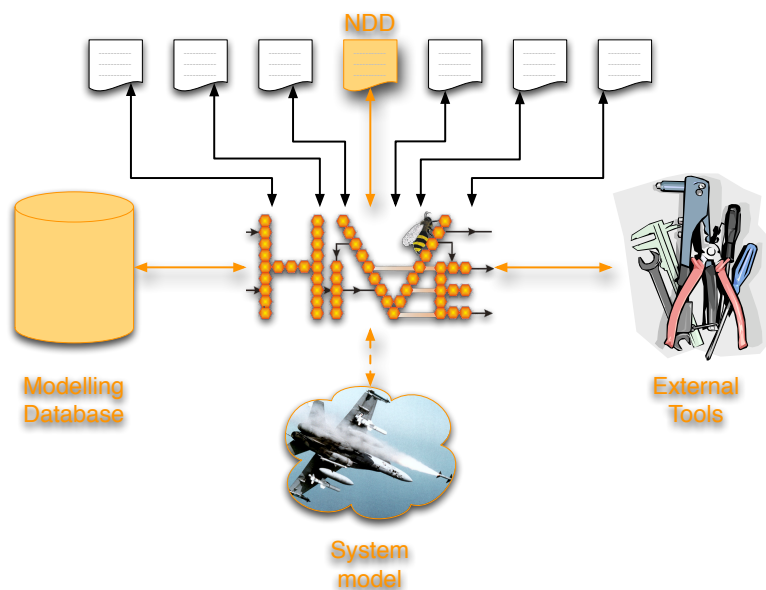 NDD
HiVE
Modelling
Database
External
Tools
System
model